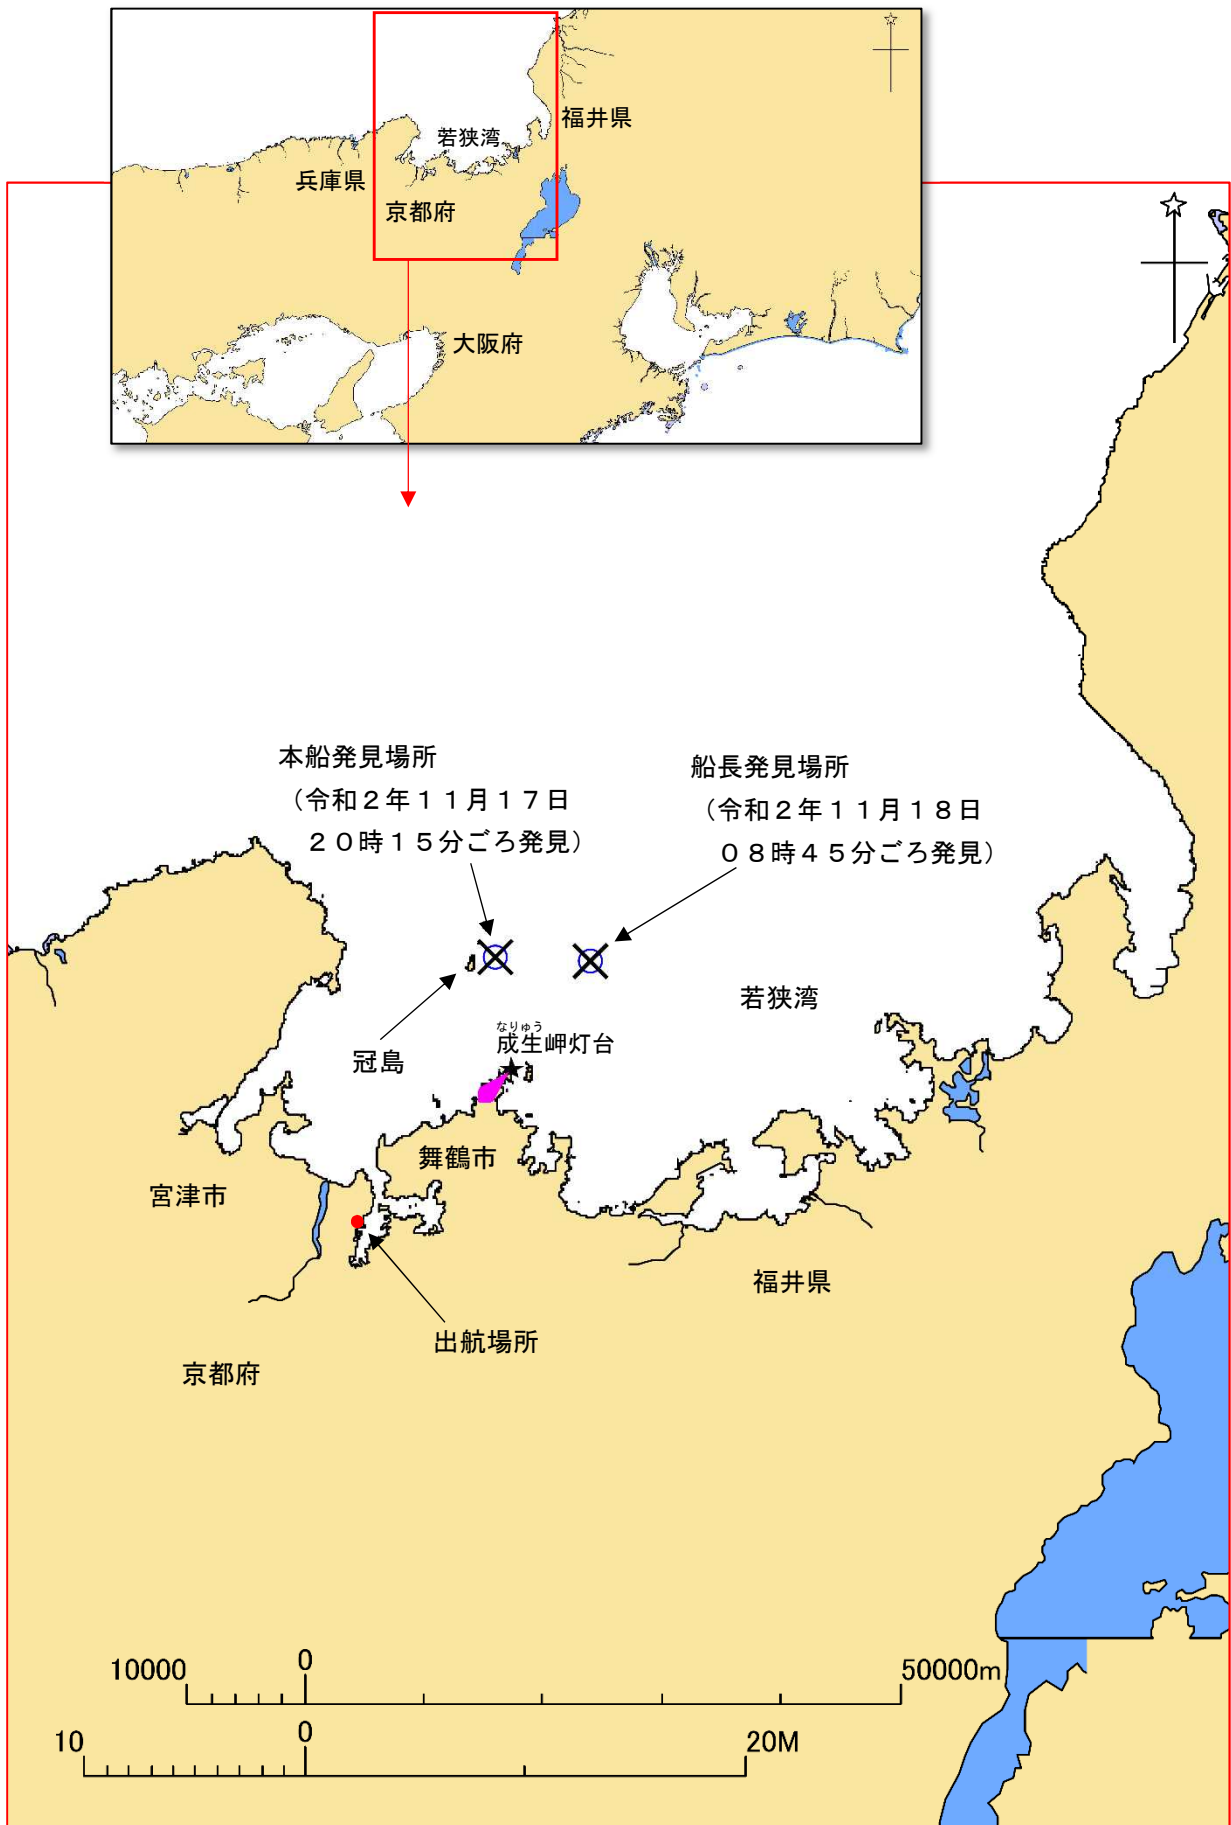 福井県
若狭湾
兵庫県
京都府
大阪府
本船発見場所
（令和２年１１月１７日
２０時１５分ごろ発見）
船長発見場所
（令和２年１１月１８日
０８時４５分ごろ発見）
若狭湾
なりゅう
成生岬灯台
冠島
舞鶴市
宮津市
福井県
出航場所
京都府
10000 0 50000m
10 0 20M